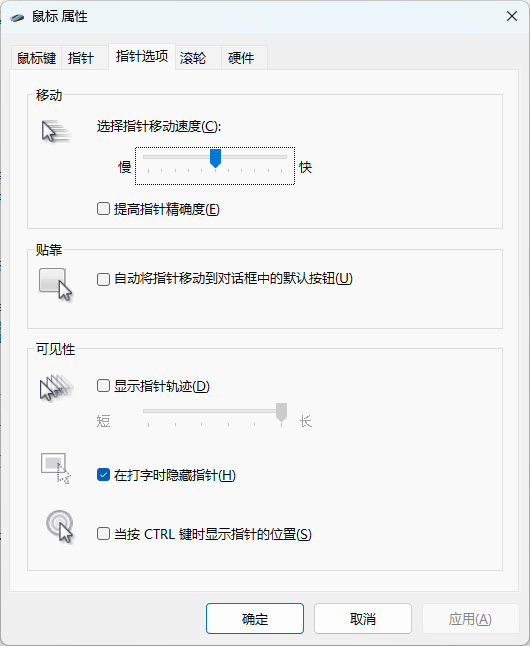 鼠标 属性
鼠标键 指针 指针选项 滚轮 硬件
移动
选择指针移动速度(C):
慢 快
提高指针精确度(E)
贴靠
自动将指针移动到对话框中的默认按钮(U)
可见性
显示指针轨迹(D)
短 长
在打字时隐藏指针(H)
当按 CTRL 键时显示指针的位置(S)
确定 取消 应用(A)